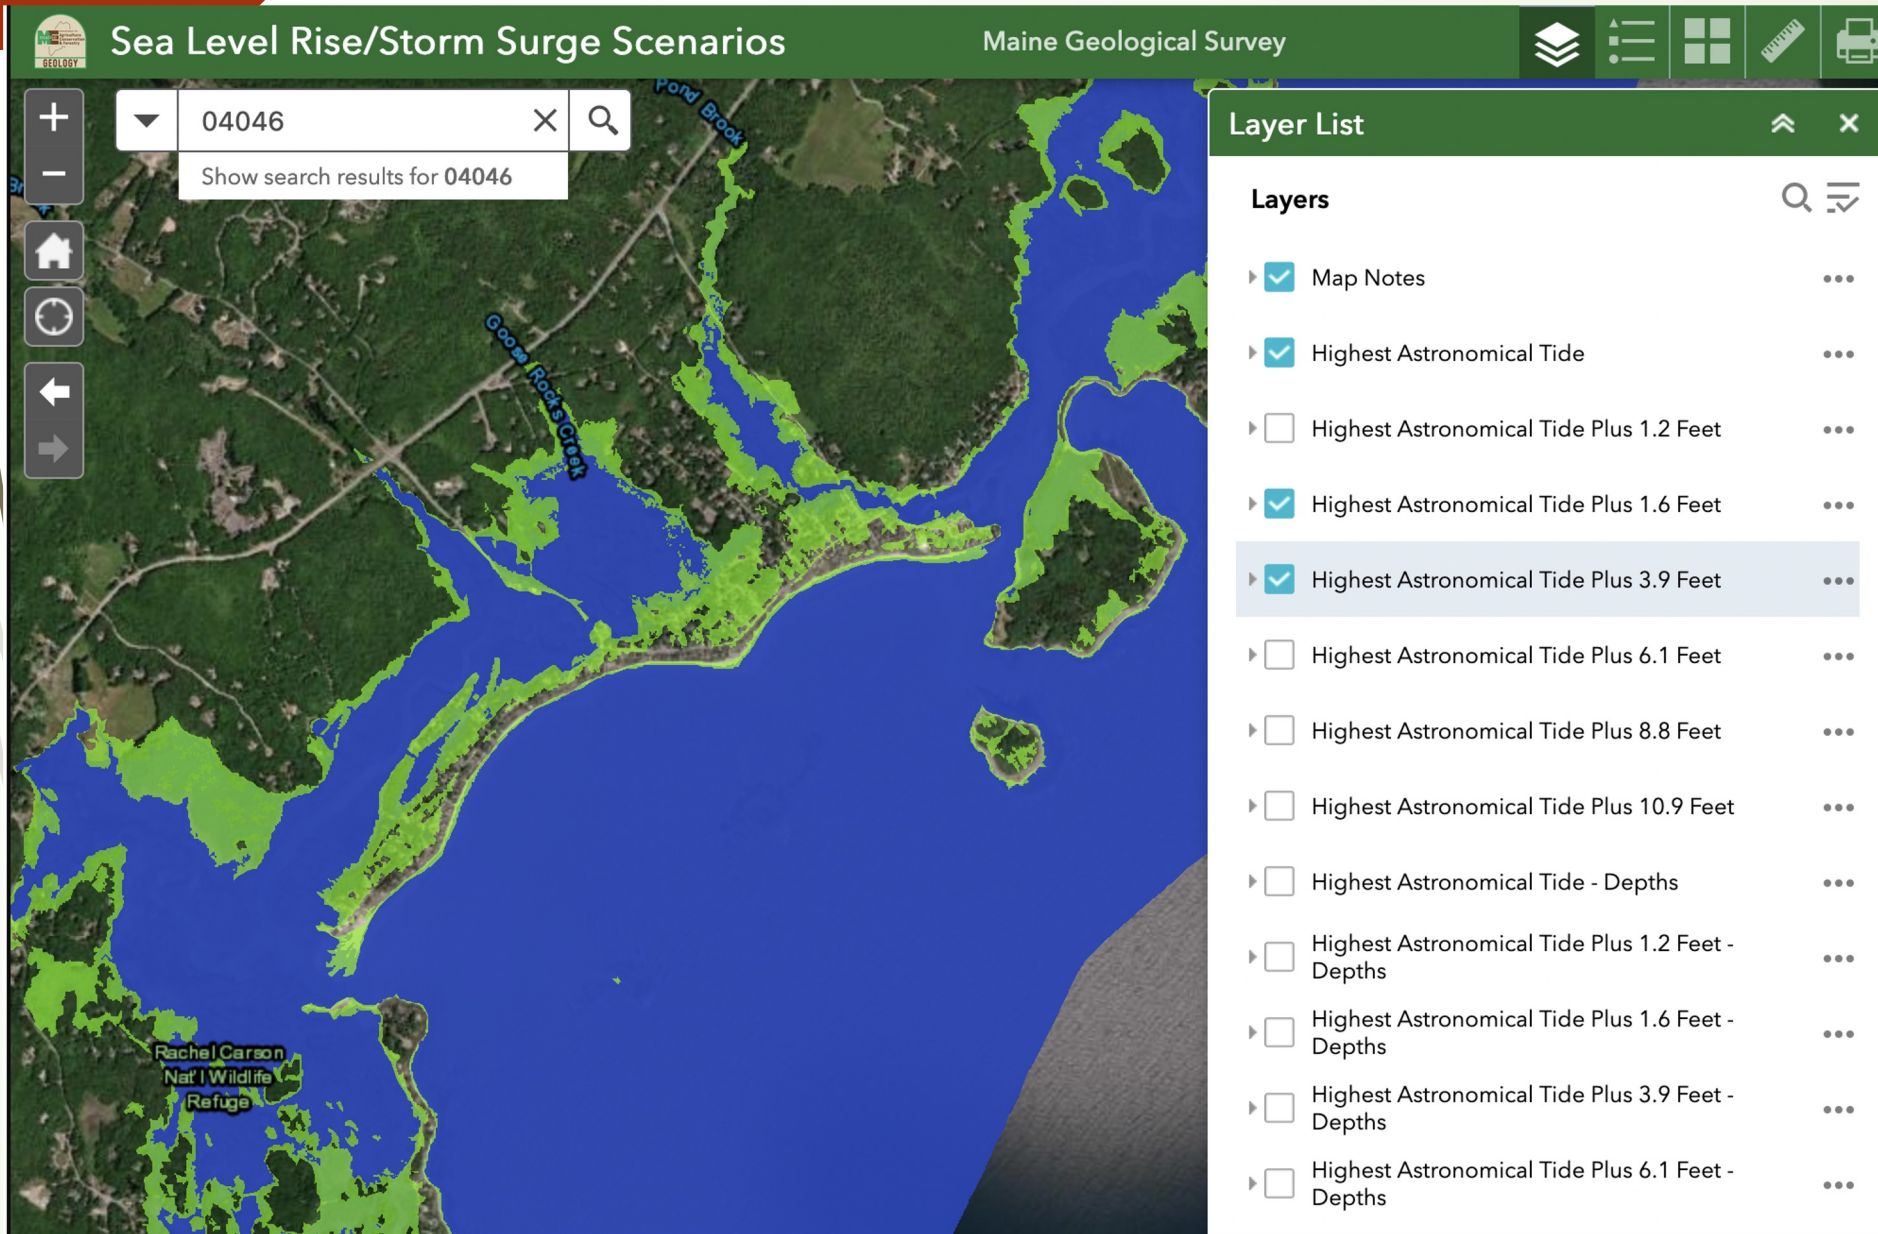 GEOLOGY
Sea Level Rise/Storm Surge Scenarios
Maine Geological Survey
04046
Show search results for 04046
Pond Brook
Goose Rocks Creek
Rachel Carson
Nat'l Wildlife
Refuge
Layer List
Layers
Map Notes
Highest Astronomical Tide
Highest Astronomical Tide Plus 1.2 Feet
Highest Astronomical Tide Plus 1.6 Feet
Highest Astronomical Tide Plus 3.9 Feet
Highest Astronomical Tide Plus 6.1 Feet
Highest Astronomical Tide Plus 8.8 Feet
Highest Astronomical Tide Plus 10.9 Feet
Highest Astronomical Tide - Depths
Highest Astronomical Tide Plus 1.2 Feet -
Depths
Highest Astronomical Tide Plus 1.6 Feet -
Depths
Highest Astronomical Tide Plus 3.9 Feet -
Depths
Highest Astronomical Tide Plus 6.1 Feet -
Depths